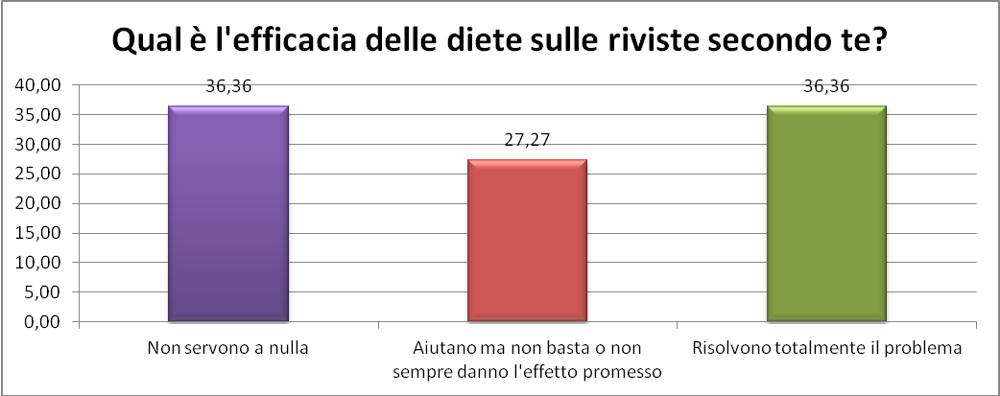 Qual è l'efficacia delle diete sulle riviste secondo te?
40,00
35,00
30,00
25,00
20,00
15,00
10,00
5,00
0,00
36,36
27,27
36,36
Non servono a nulla
Aiutano ma non basta o non
sempre danno l'effetto promesso
Risolvono totalmente il problema